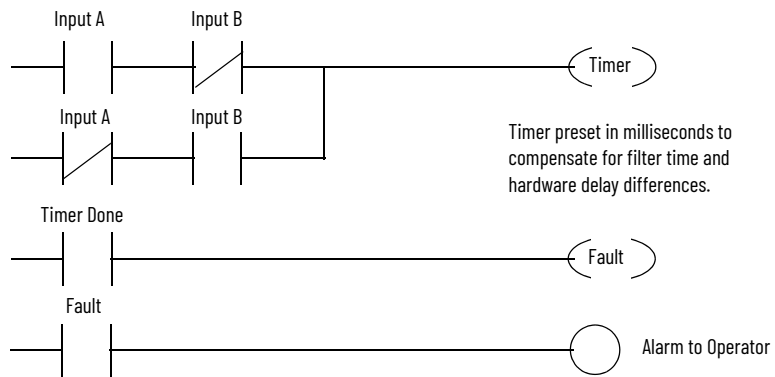 Input A
Input B
Timer
Input A
Input B
Timer preset in milliseconds to
compensate for filter time and
hardware delay differences.
Timer Done
Fault
Fault
Alarm to Operator